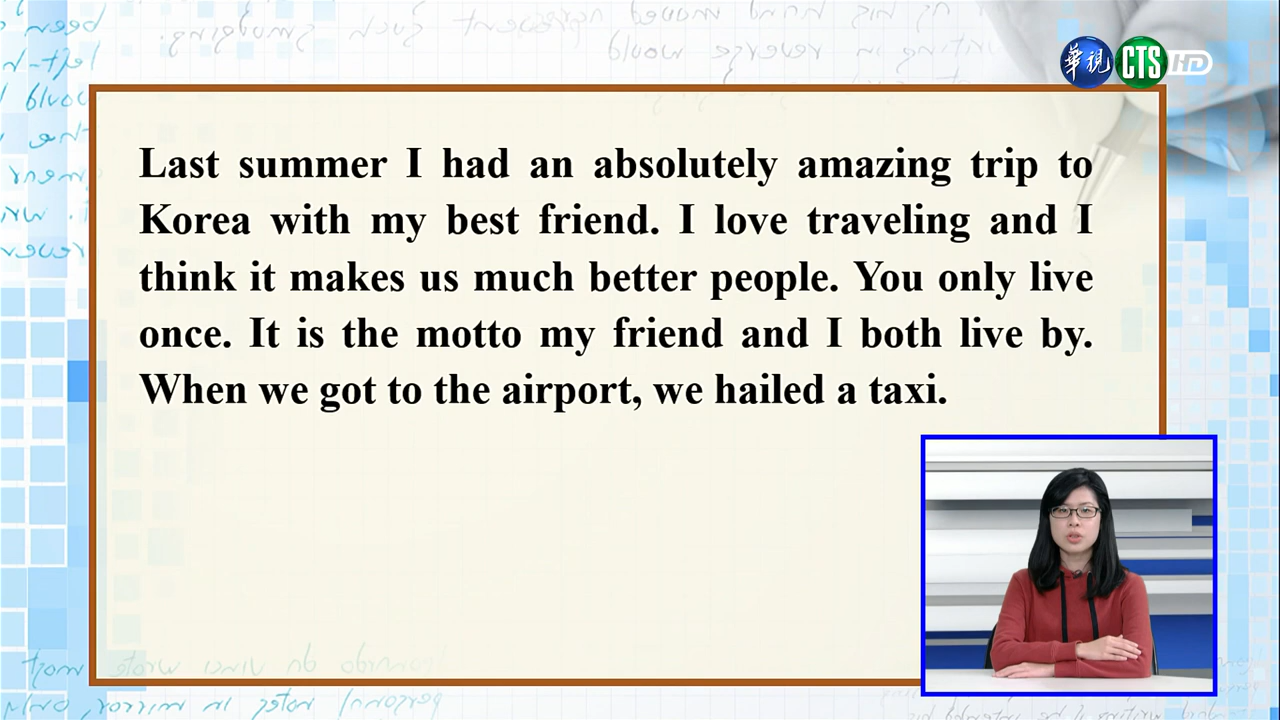 華視 CTS HD
Last summer I had an absolutely amazing trip to
Korea with my best friend. I love traveling and I
think it makes us much better people. You only live
once. It is the motto my friend and I both live by.
When we got to the airport, we hailed a taxi.